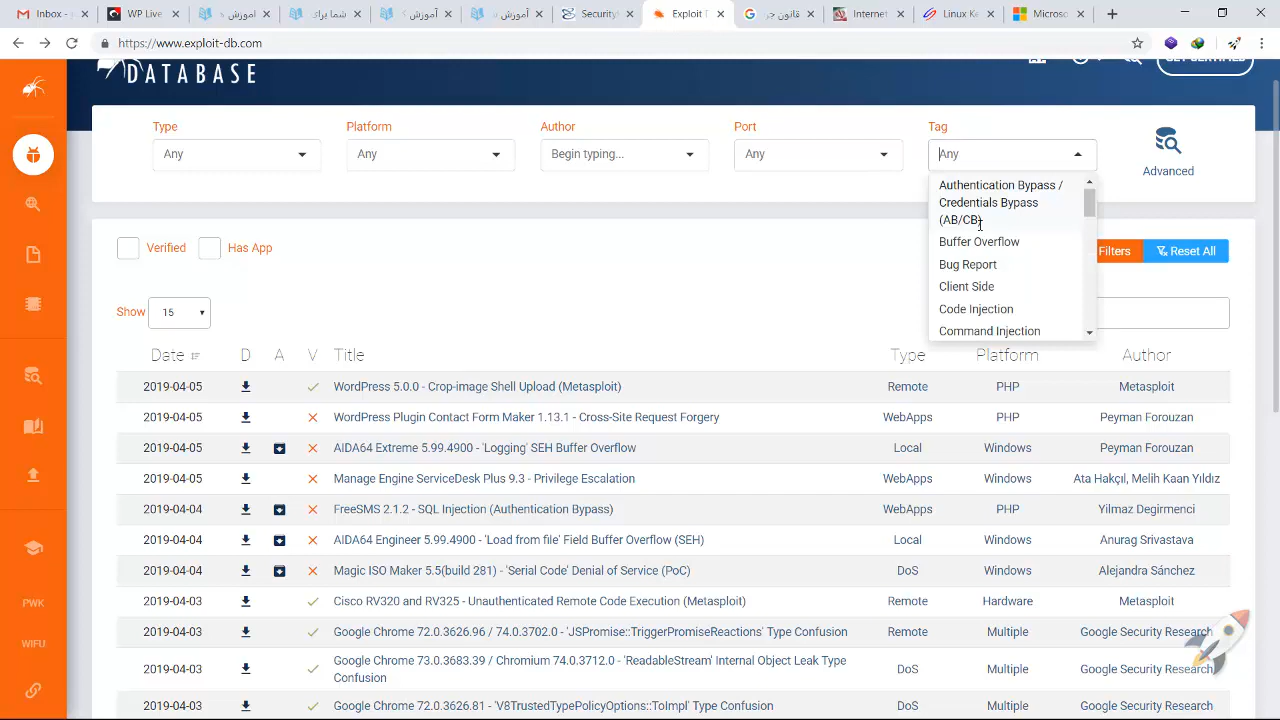 Inbox
WP Live
آموزش
شما برای
آموزش
آموزش
Security
Exploit D
Internet
Linux Ke
Microso
https://www.exploit-db.com
DATABASE
GET CERTIFIED
Type
Platform
Author
Port
Tag
Any
Any
Begin typing...
Any
Any
Advanced
Authentication Bypass /
Credentials Bypass
(AB/CB)
Buffer Overflow
Bug Report
Client Side
Code Injection
Command Injection
Verified
Has App
Filters
Reset All
Show
15
Date D A V Title Type Platform Author
2019-04-05 WordPress 5.0.0 - Crop-image Shell Upload (Metasploit) Remote PHP Metasploit
2019-04-05 WordPress Plugin Contact Form Maker 1.13.1 - Cross-Site Request Forgery WebApps PHP Peyman Forouzan
2019-04-05 AIDA64 Extreme 5.99.4900 - 'Logging' SEH Buffer Overflow Local Windows Peyman Forouzan
2019-04-05 Manage Engine ServiceDesk Plus 9.3 - Privilege Escalation WebApps Windows Ata Hakçıl, Melih Kaan Yıldız
2019-04-04 FreeSMS 2.1.2 - SQL Injection (Authentication Bypass) WebApps PHP Yilmaz Degirmenci
2019-04-04 AIDA64 Engineer 5.99.4900 - 'Load from file' Field Buffer Overflow (SEH) Local Windows Anurag Srivastava
2019-04-04 Magic ISO Maker 5.5(build 281) - 'Serial Code' Denial of Service (PoC) DoS Windows Alejandra Sánchez
2019-04-03 Cisco RV320 and RV325 - Unauthenticated Remote Code Execution (Metasploit) Remote Hardware Metasploit
2019-04-03 Google Chrome 72.0.3626.96 / 74.0.3702.0 - 'JSPromise::TriggerPromiseReactions' Type Confusion Remote Multiple Google Security Research
2019-04-03 Google Chrome 73.0.3683.39 / Chromium 74.0.3712.0 - 'ReadableStream' Internal Object Leak Type
Confusion DoS Multiple Google Security Research
2019-04-03 Google Chrome 72.0.3626.81 - 'V8TrustedTypePolicyOptions::ToImpl' Type Confusion DoS Multiple Google Security Research
PWK
WIFU